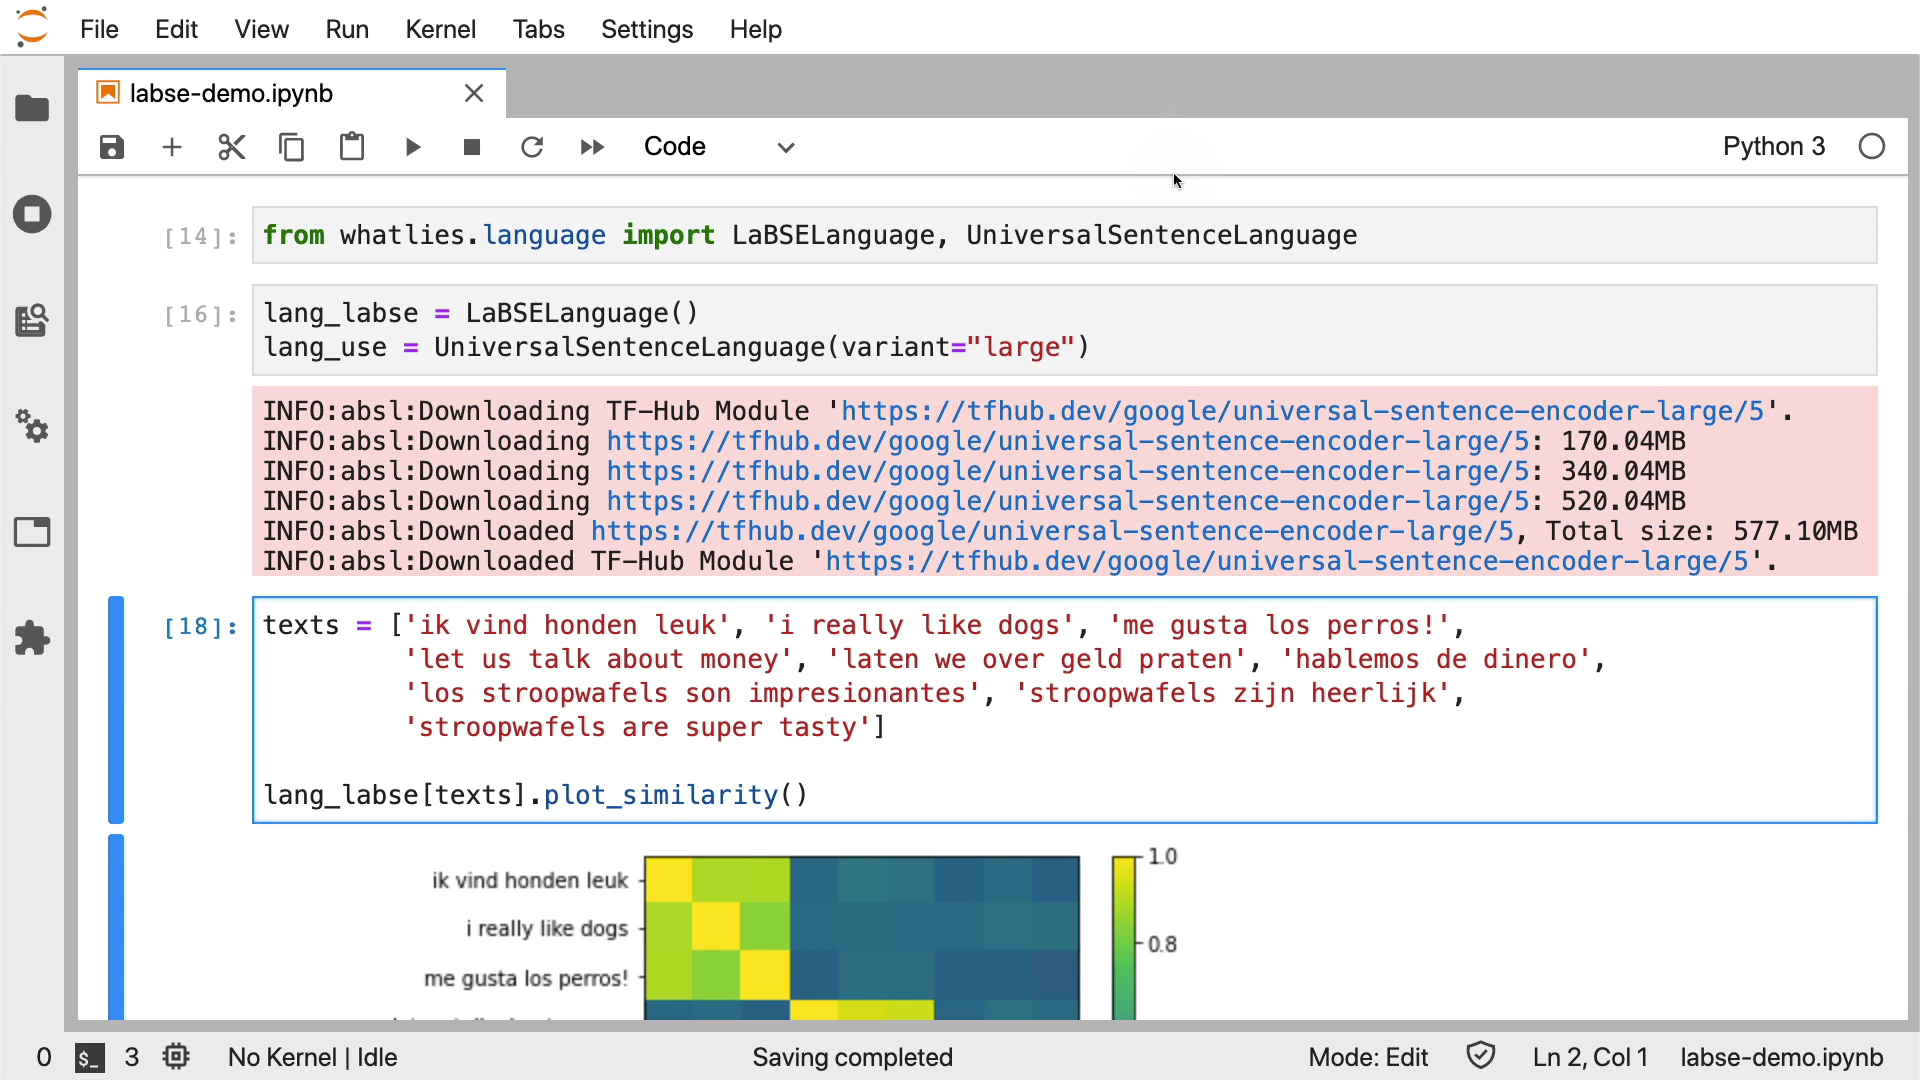 File Edit View Run Kernel Tabs Settings Help
labse-demo.ipynb
Code
Python 3
[14]: from whatlies.language import LaBSELanguage, UniversalSentenceLanguage
[16]: lang_labse = LaBSELanguage()
lang_use = UniversalSentenceLanguage(variant="large")
INFO:absl:Downloading TF-Hub Module 'https://tfhub.dev/google/universal-sentence-encoder-large/5'.
INFO:absl:Downloading https://tfhub.dev/google/universal-sentence-encoder-large/5: 170.04MB
INFO:absl:Downloading https://tfhub.dev/google/universal-sentence-encoder-large/5: 340.04MB
INFO:absl:Downloading https://tfhub.dev/google/universal-sentence-encoder-large/5: 520.04MB
INFO:absl:Downloaded https://tfhub.dev/google/universal-sentence-encoder-large/5, Total size: 577.10MB
INFO:absl:Downloaded TF-Hub Module 'https://tfhub.dev/google/universal-sentence-encoder-large/5'.
[18]: texts = ['ik vind honden leuk', 'i really like dogs', 'me gusta los perros!',
'let us talk about money', 'laten we over geld praten', 'hablemos de dinero',
'los stroopwafels son impresionantes', 'stroopwafels zijn heerlijk',
'stroopwafels are super tasty']
lang_labse[texts].plot_similarity()
1.0
ik vind honden leuk
i really like dogs
0.8
me gusta los perros!
0 $_ 3 No Kernel | Idle Saving completed Mode: Edit Ln 2, Col 1 labse-demo.ipynb